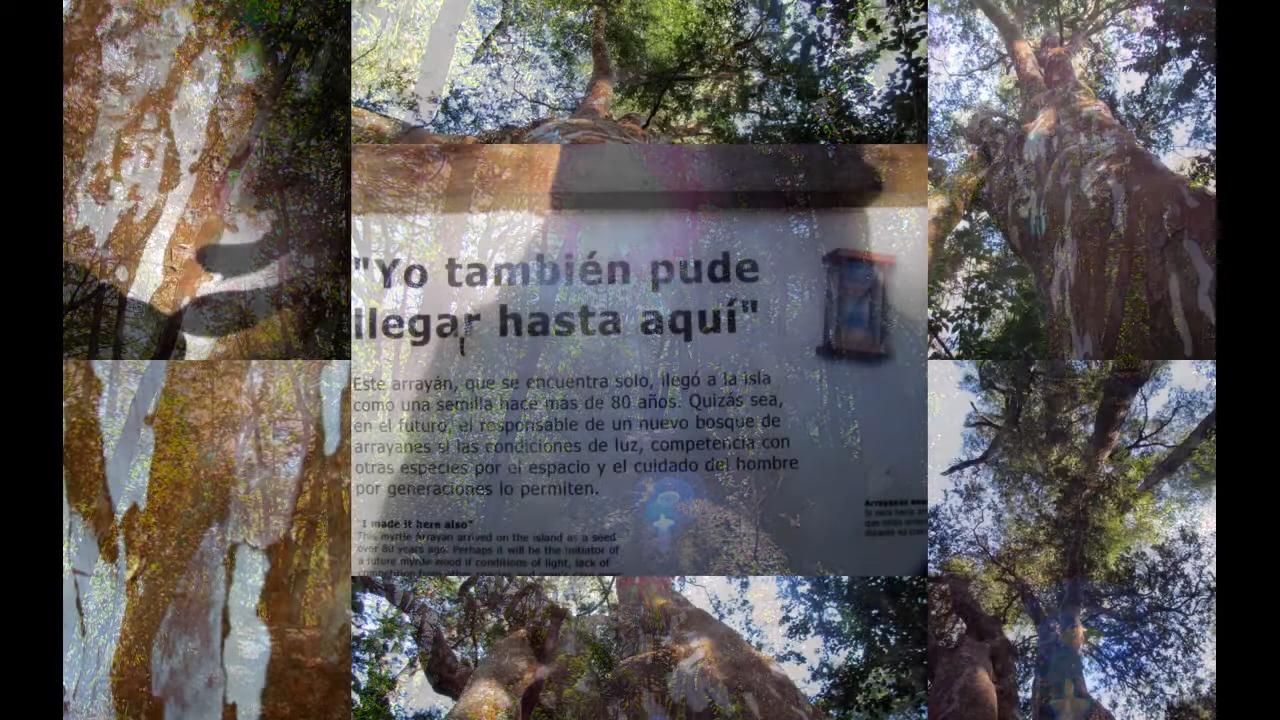 "Yo también pude
llegar hasta aquí"
Este arrayán, que se encuentra solo, llegó a la isla
como una semilla hace mas de 80 años. Quizás sea,
en el futuro, el responsable de un nuevo bosque de
arrayanes si las condiciones de luz, competencia con
otras especies por el espacio y el cuidado del hombre
por generaciones lo permiten.
"I made it here also"
This myrtle arrayan arrived on the island as a seed
over 80 years ago. Perhaps it will be the initiator of
a future myrtle wood if conditions of light, lack of
Arrayanes